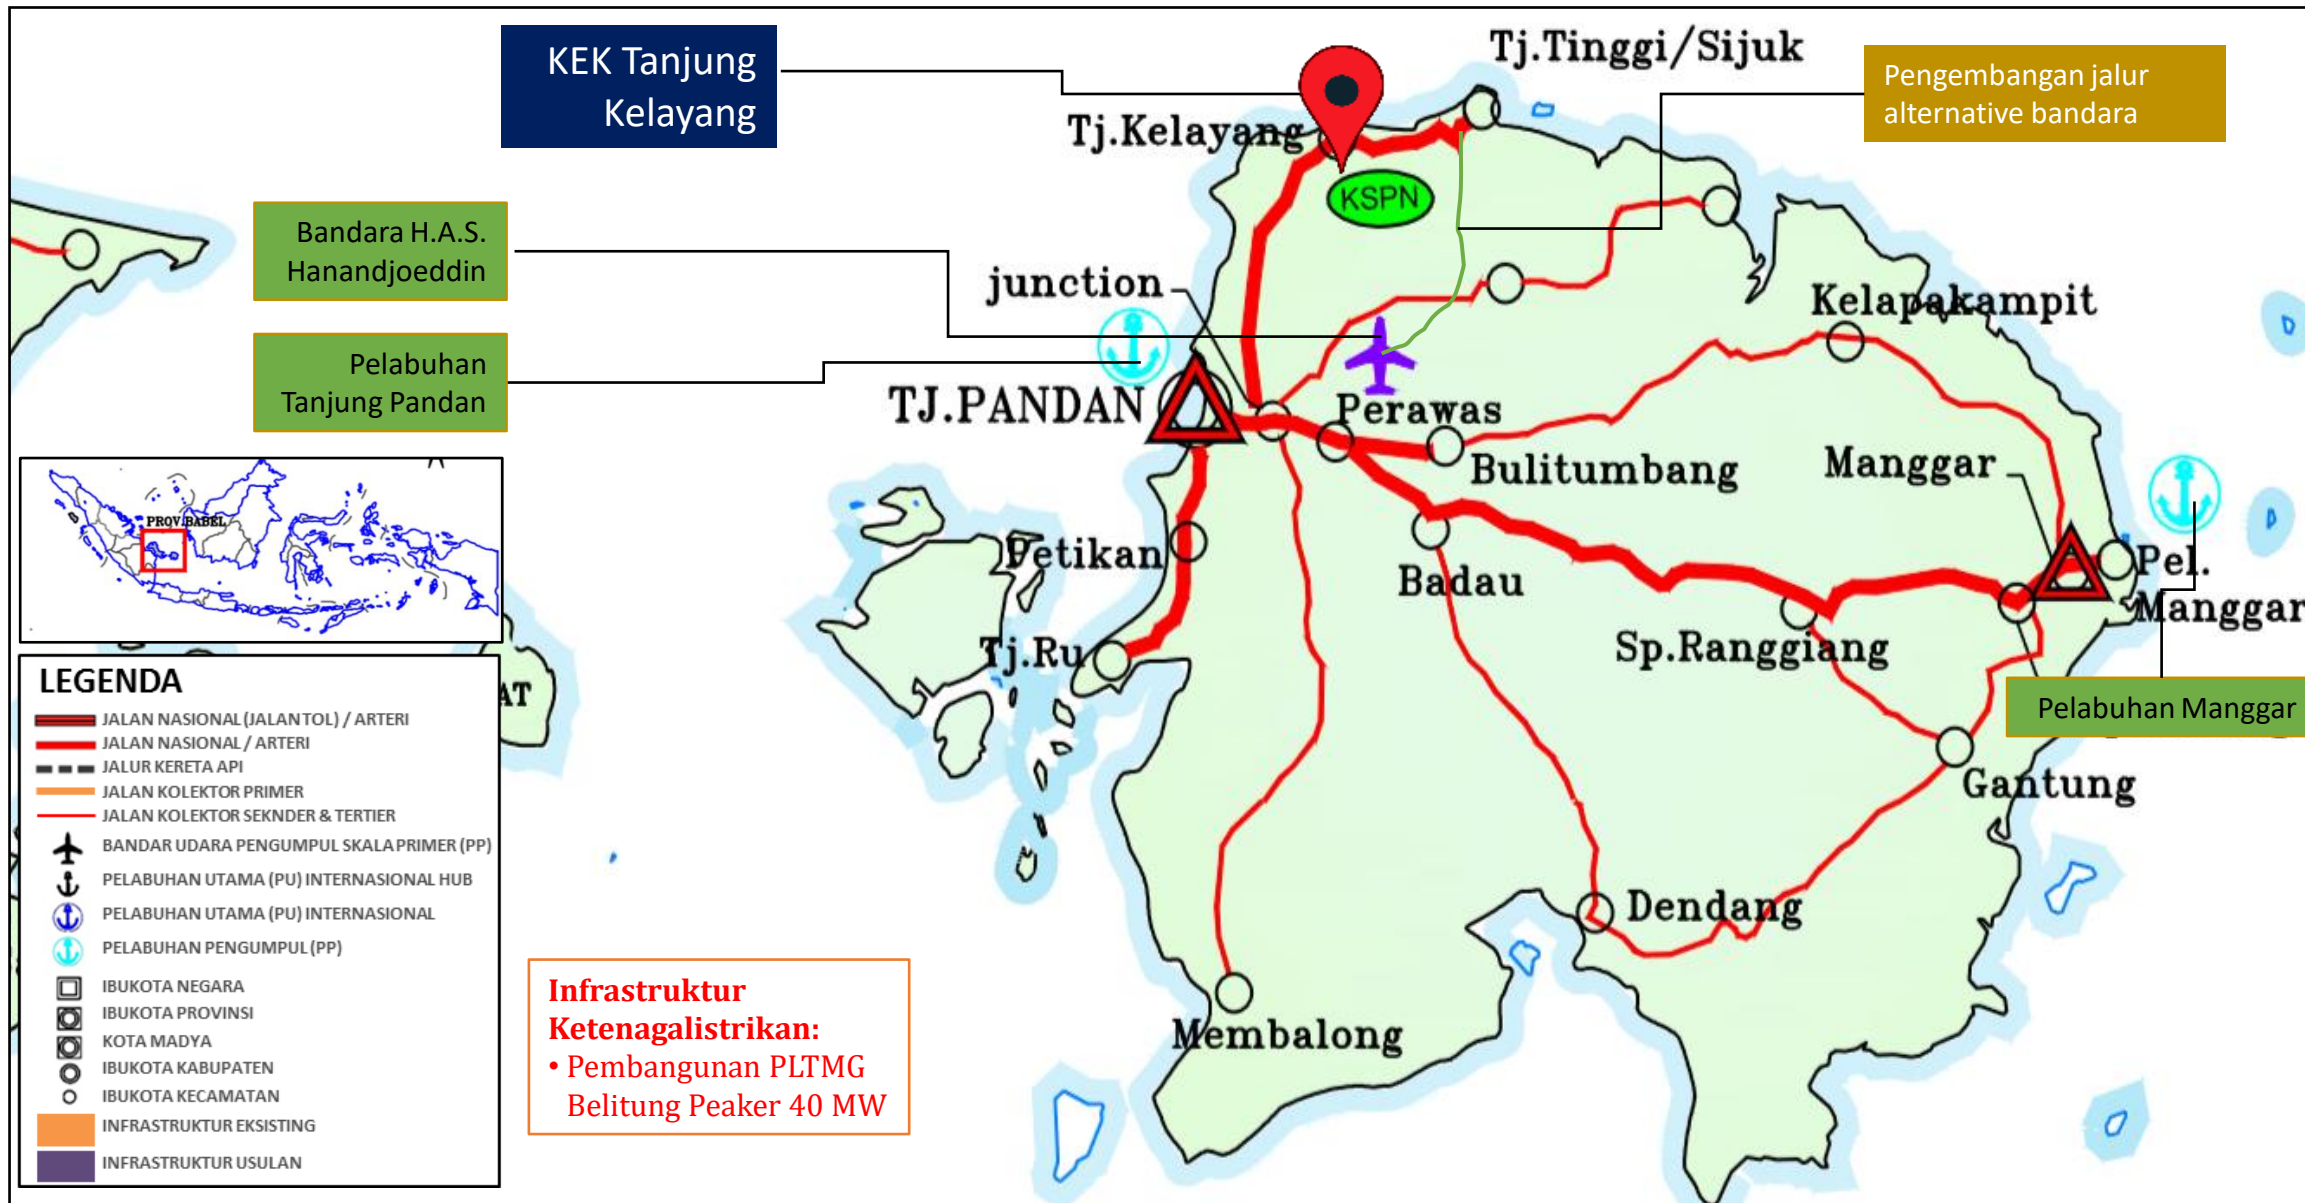 KEK Tanjung
Kelayang
Tj.Tinggi/Sijuk
Pengembangan jalur
alternative bandara
Tj.Kelayang
KSPN
Bandara H.A.S.
Hanandjoeddin
junction
Kelapakampit
Pelabuhan
Tanjung Pandan
TJ.PANDAN
Perawas
Bulitumbang
Manggar
PROV.BABEL
Petikan
Badau
Pel.
Manggar
Sp.Ranggiang
Tj.Ru
Pelabuhan Manggar
Gantung
Dendang
Membalong
AT
LEGENDA
JALAN NASIONAL (JALAN TOL) / ARTERI
JALAN NASIONAL / ARTERI
JALUR KERETA API
JALAN KOLEKTOR PRIMER
JALAN KOLEKTOR SEKNDER & TERTIER
BANDAR UDARA PENGUMPUL SKALA PRIMER (PP)
PELABUHAN UTAMA (PU) INTERNASIONAL HUB
PELABUHAN UTAMA (PU) INTERNASIONAL
PELABUHAN PENGUMPUL (PP)
IBUKOTA NEGARA
IBUKOTA PROVINSI
KOTA MADYA
IBUKOTA KABUPATEN
IBUKOTA KECAMATAN
INFRASTRUKTUR EKSISTING
INFRASTRUKTUR USULAN
Infrastruktur
Ketenagalistrikan:
• Pembangunan PLTMG
Belitung Peaker 40 MW